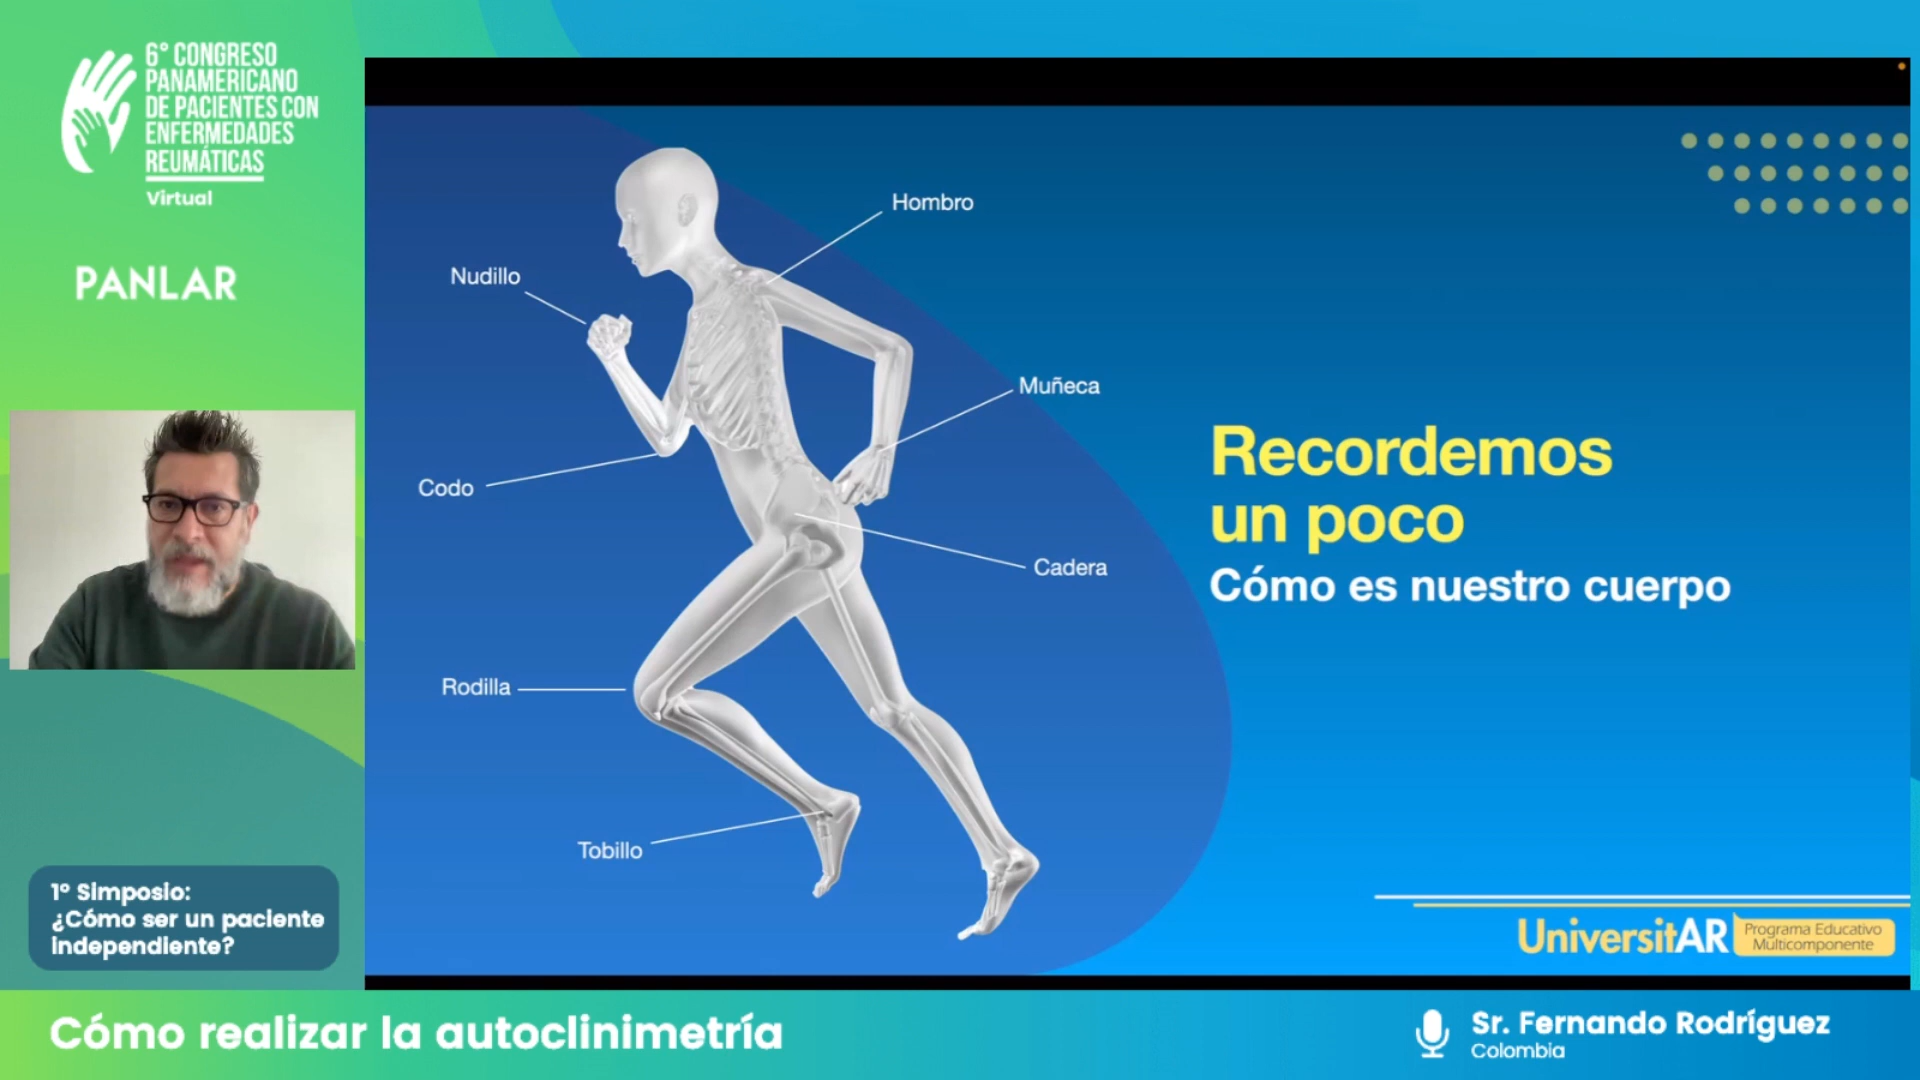 6° CONGRESO
PANAMERICANO
DE PACIENTES CON
ENFERMEDADES
REUMÁTICAS
Virtual
PANLAR
1º Simposio:
¿Cómo ser un paciente
independiente?
Hombro
Nudillo
Muñeca
Codo
Cadera
Rodilla
Tobillo
Recordemos
un poco
Cómo es nuestro cuerpo
UniversitAR
Programa Educativo
Multicomponente
Cómo realizar la autoclinimetría
Sr. Fernando Rodríguez
Colombia